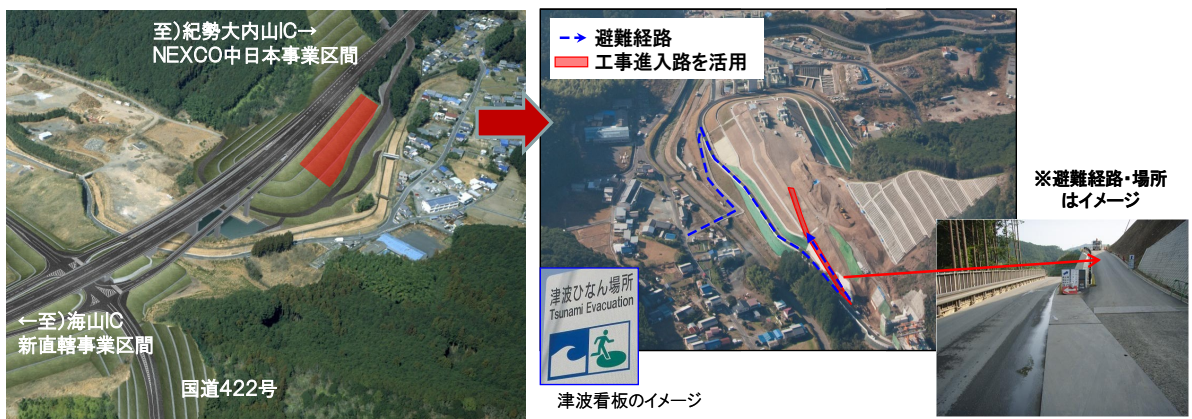 至)紀勢大内山IC→
NEXCO中日本事業区間
←至)海山IC
新直轄事業区間
国道422号
避難経路
工事進入路を活用
津波ひなん場所
Tsunami Evacuation
津波看板のイメージ
※避難経路・場所
はイメージ